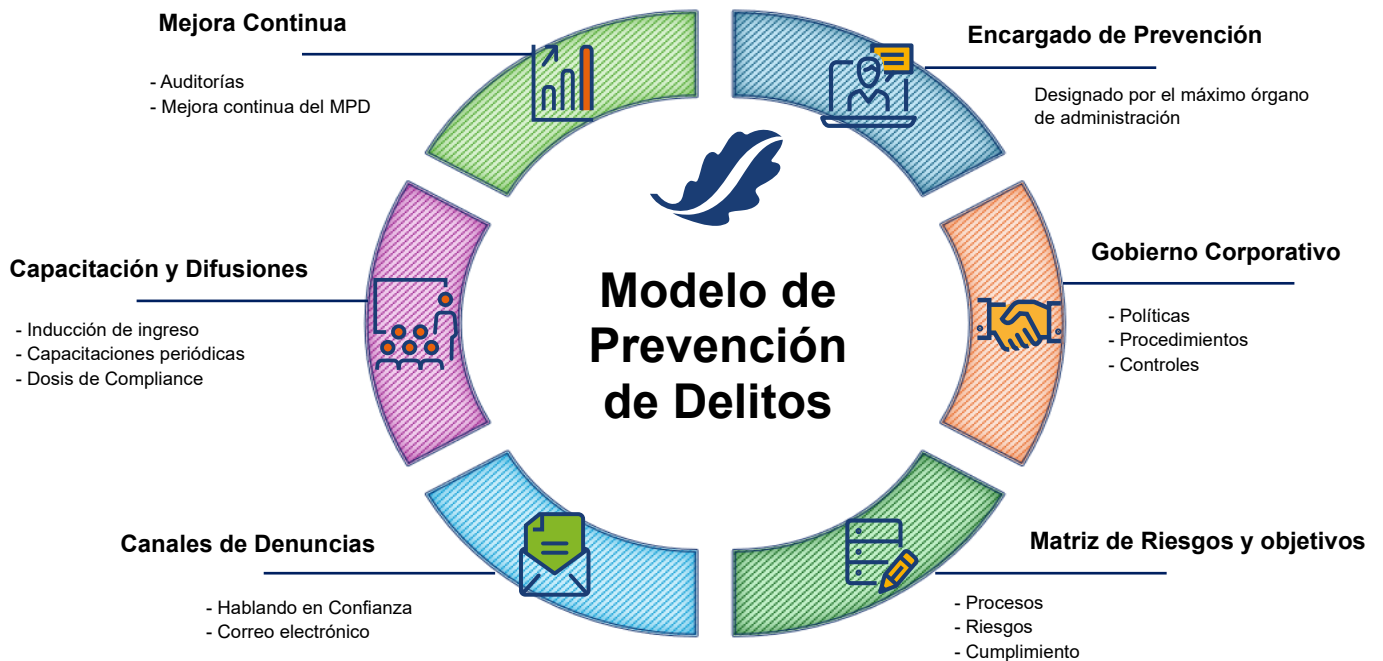 Mejora Continua
- Auditorías
- Mejora continua del MPD
Encargado de Prevención
Designado por el máximo órgano
de administración
Capacitación y Difusiones
- Inducción de ingreso
- Capacitaciones periódicas
- Dosis de Compliance
Modelo de
Prevención
de Delitos
Gobierno Corporativo
- Políticas
- Procedimientos
- Controles
Canales de Denuncias
- Hablando en Confianza
- Correo electrónico
Matriz de Riesgos y objetivos
- Procesos
- Riesgos
- Cumplimiento